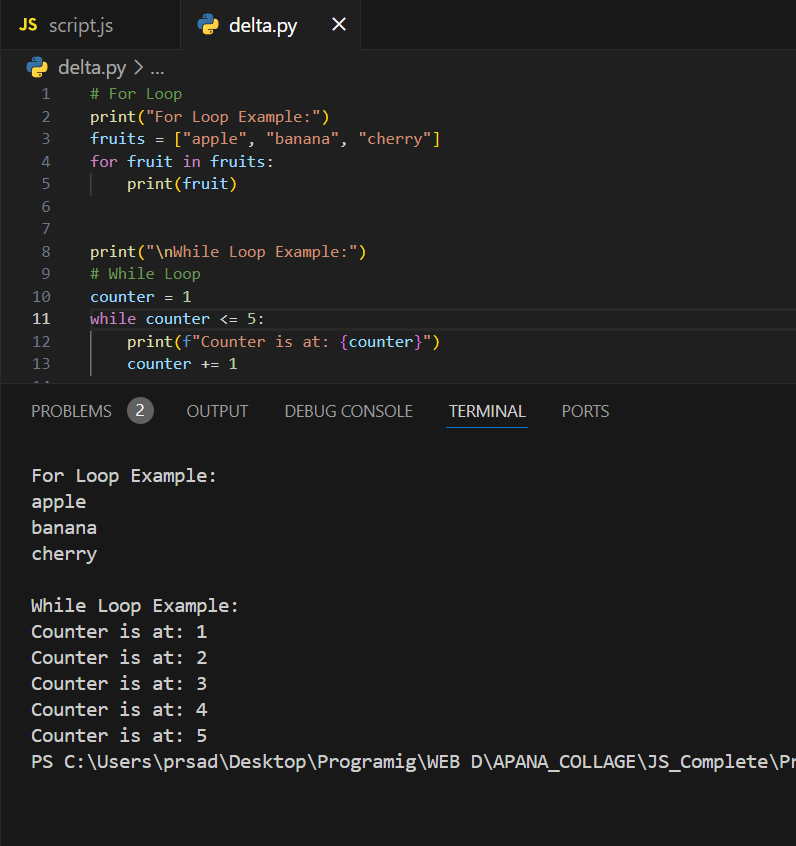 JS script.js delta.py ×
delta.py > ...
1 # For Loop
2 print("For Loop Example:")
3 fruits = ["apple", "banana", "cherry"]
4 for fruit in fruits:
5     print(fruit)
6
7
8 print("\nWhile Loop Example:")
9 # While Loop
10 counter = 1
11 while counter <= 5:
12     print(f"Counter is at: {counter}")
13     counter += 1
PROBLEMS 2 OUTPUT DEBUG CONSOLE TERMINAL PORTS
For Loop Example:
apple
banana
cherry
While Loop Example:
Counter is at: 1
Counter is at: 2
Counter is at: 3
Counter is at: 4
Counter is at: 5
PS C:\Users\prsad\Desktop\Programig\WEB D\APANA_COLLAGE\JS_Complete\Pr